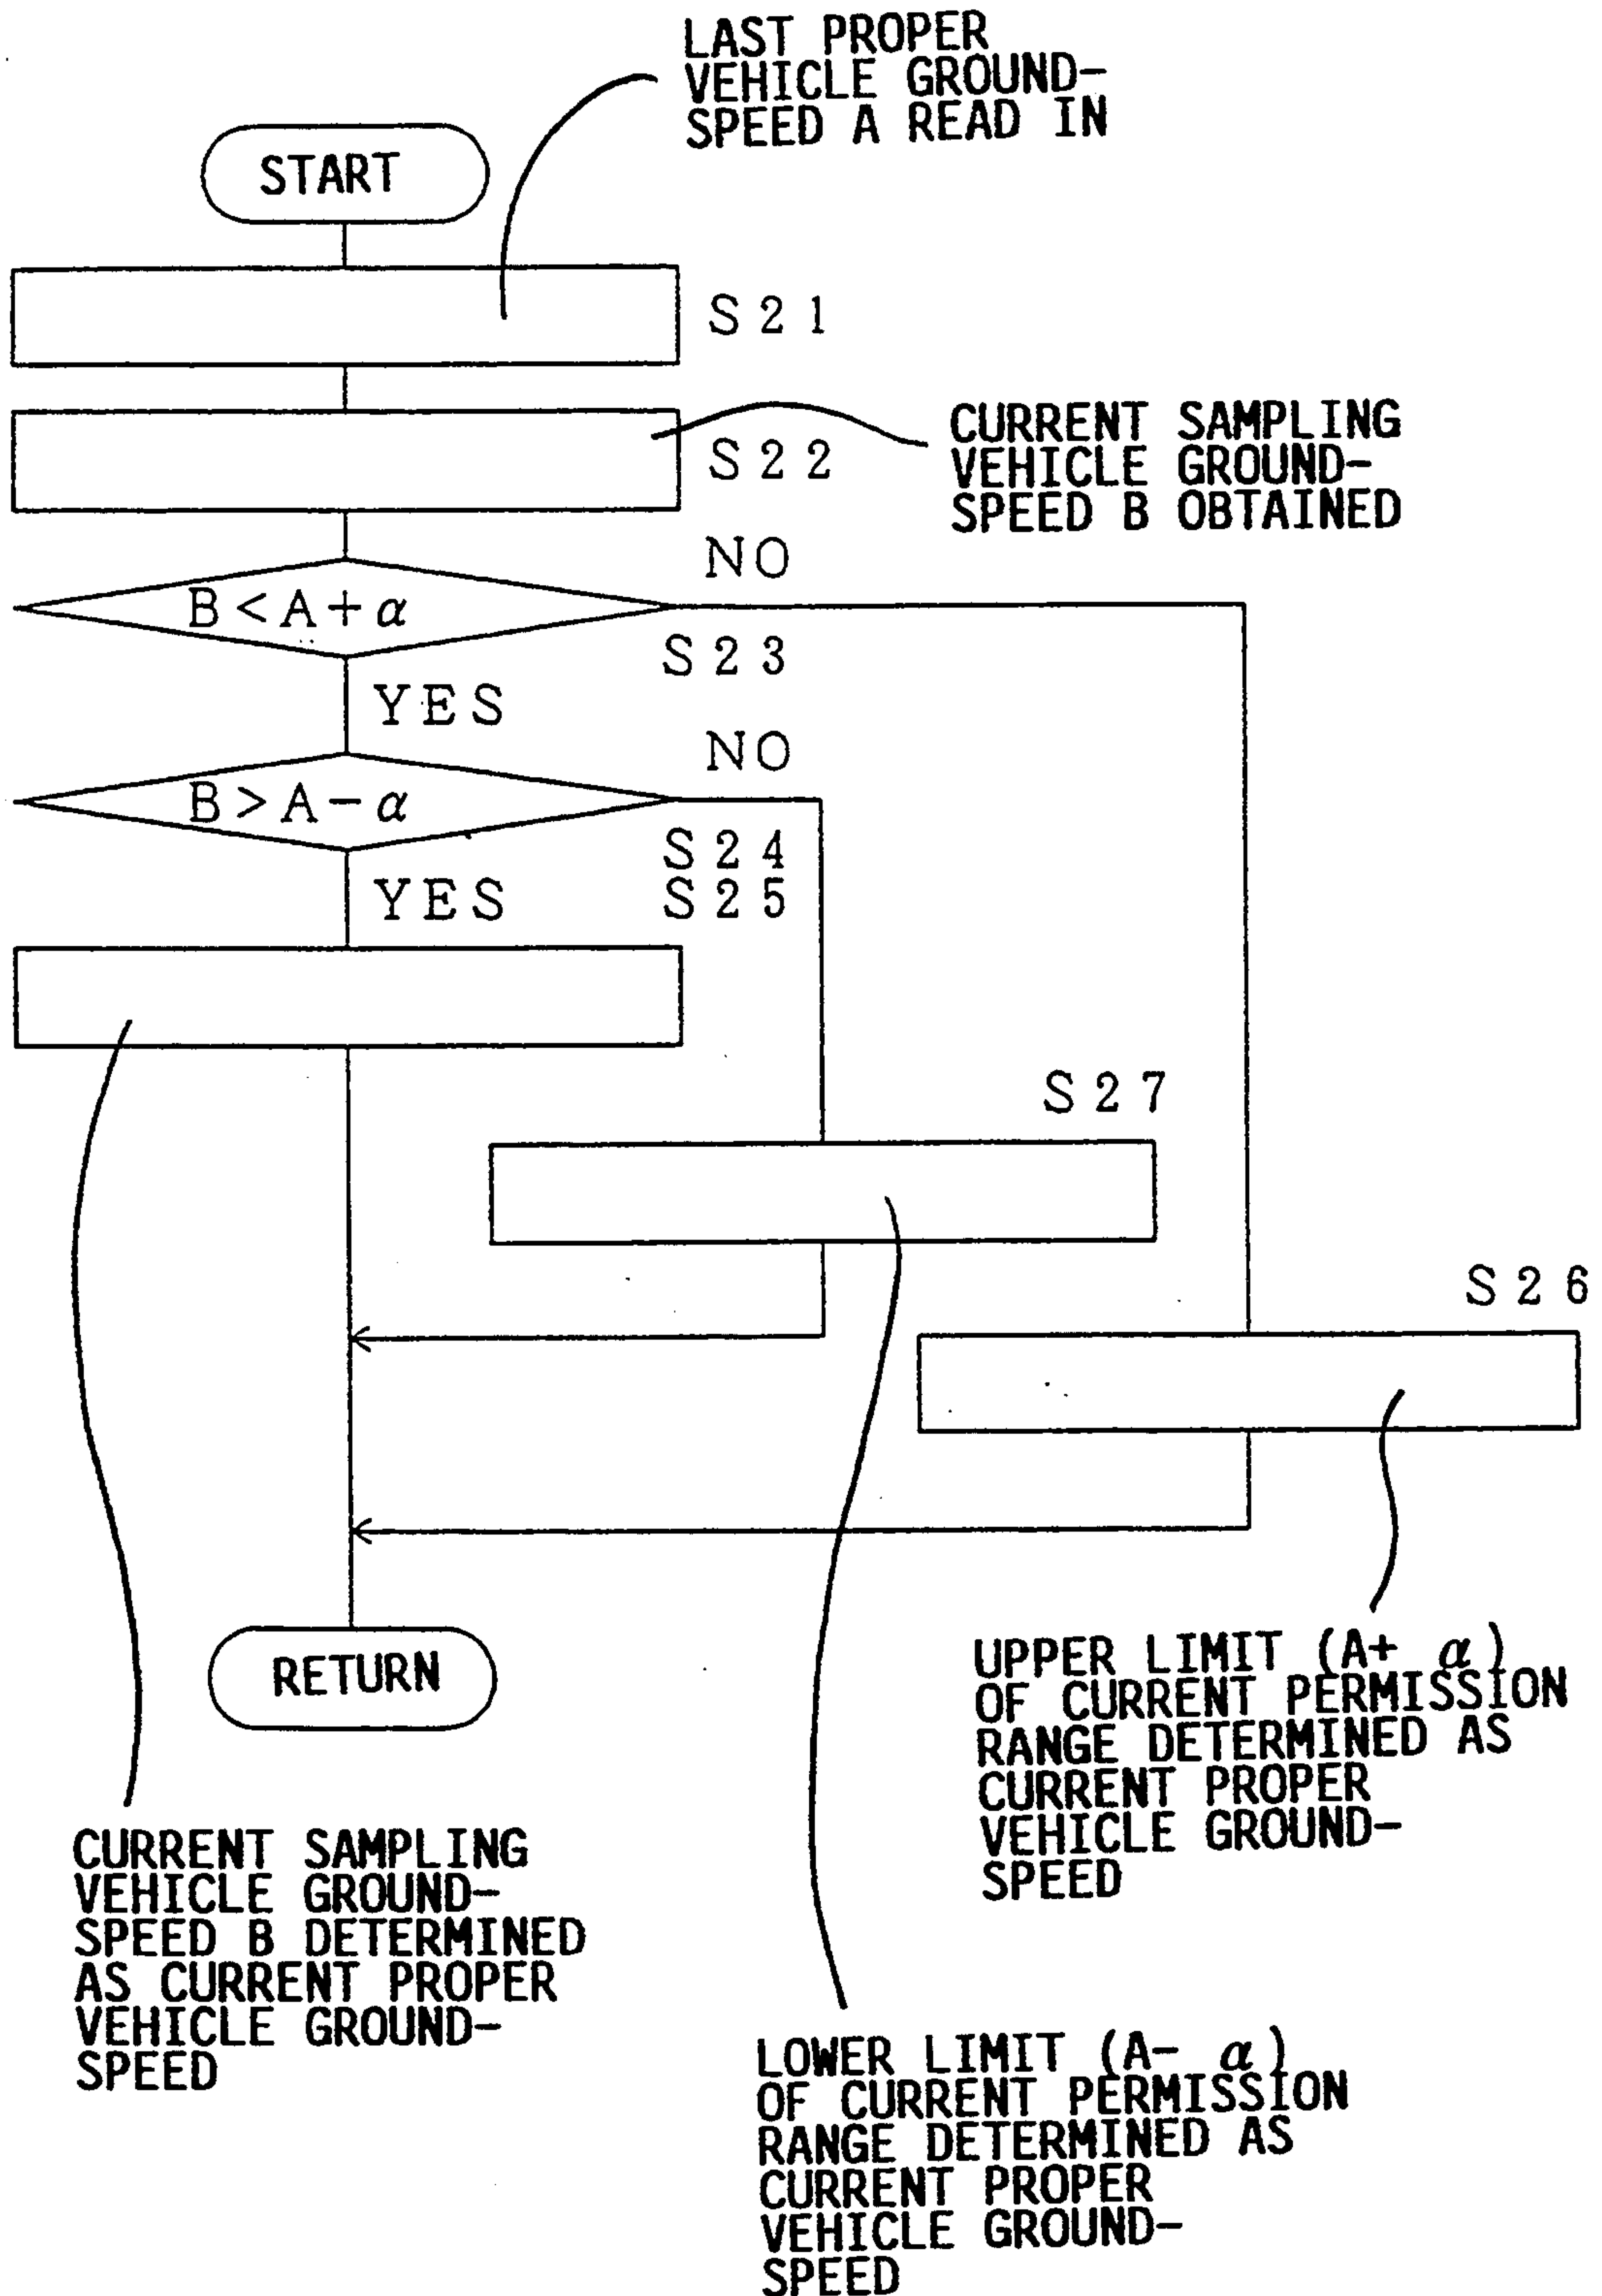 LAST PROPER
VEHICLE GROUND-
SPEED A READ IN
START
S21
CURRENT SAMPLING
VEHICLE GROUND-
SPEED B OBTAINED
S22
NO
B<A+α
S23
YES
NO
B>A-α
S24
YES
S25
S27
S26
RETURN
UPPER LIMIT (A+ α)
OF CURRENT PERMISSION
RANGE DETERMINED AS
CURRENT PROPER
VEHICLE GROUND-
SPEED
CURRENT SAMPLING
VEHICLE GROUND-
SPEED B DETERMINED
AS CURRENT PROPER
VEHICLE GROUND-
SPEED
LOWER LIMIT (A- α)
OF CURRENT PERMISSION
RANGE DETERMINED AS
CURRENT PROPER
VEHICLE GROUND-
SPEED